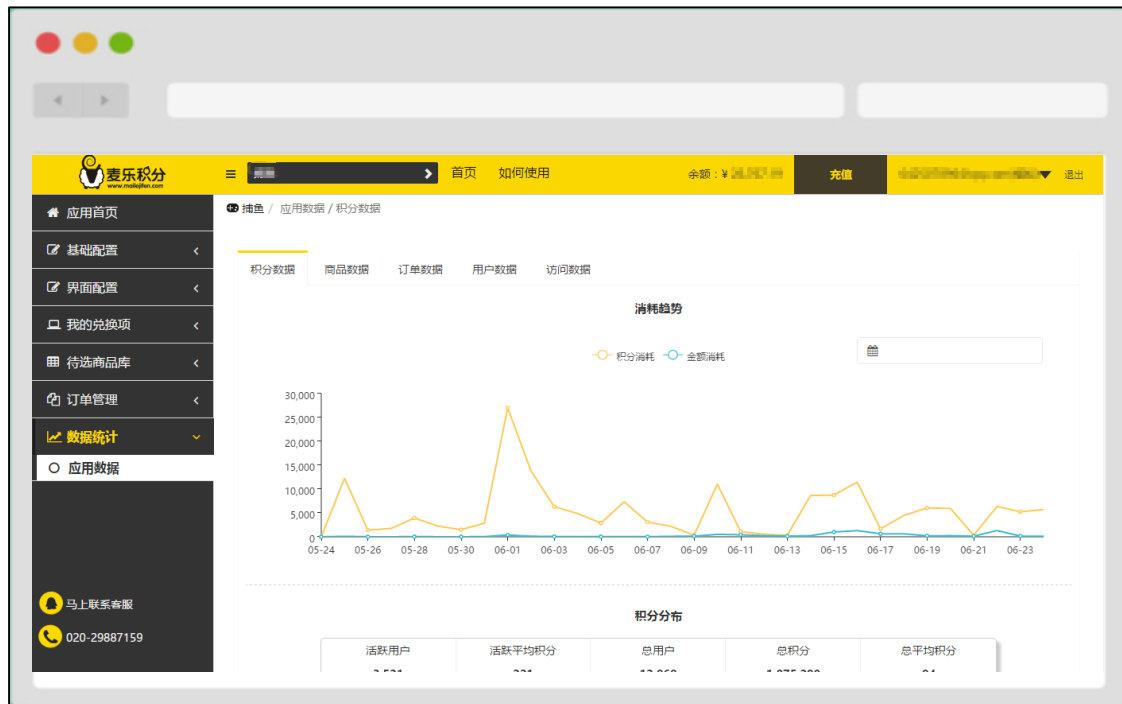 麦乐积分
www.mailejifen.com
首页 如何使用
余额：¥
充值
退出
应用首页
基础配置
界面配置
我的兑换项
待选商品库
订单管理
数据统计
应用数据
马上联系客服
020-29887159
捕鱼 / 应用数据 / 积分数据
积分数据 商品数据 订单数据 用户数据 访问数据
消耗趋势
积分消耗 金额消耗
30,000
25,000
20,000
15,000
10,000
5,000
0
05-24 05-26 05-28 05-30 06-01 06-03 06-05 06-07 06-09 06-11 06-13 06-15 06-17 06-19 06-21 06-23
积分分布
活跃用户 活跃平均积分 总用户 总积分 总平均积分